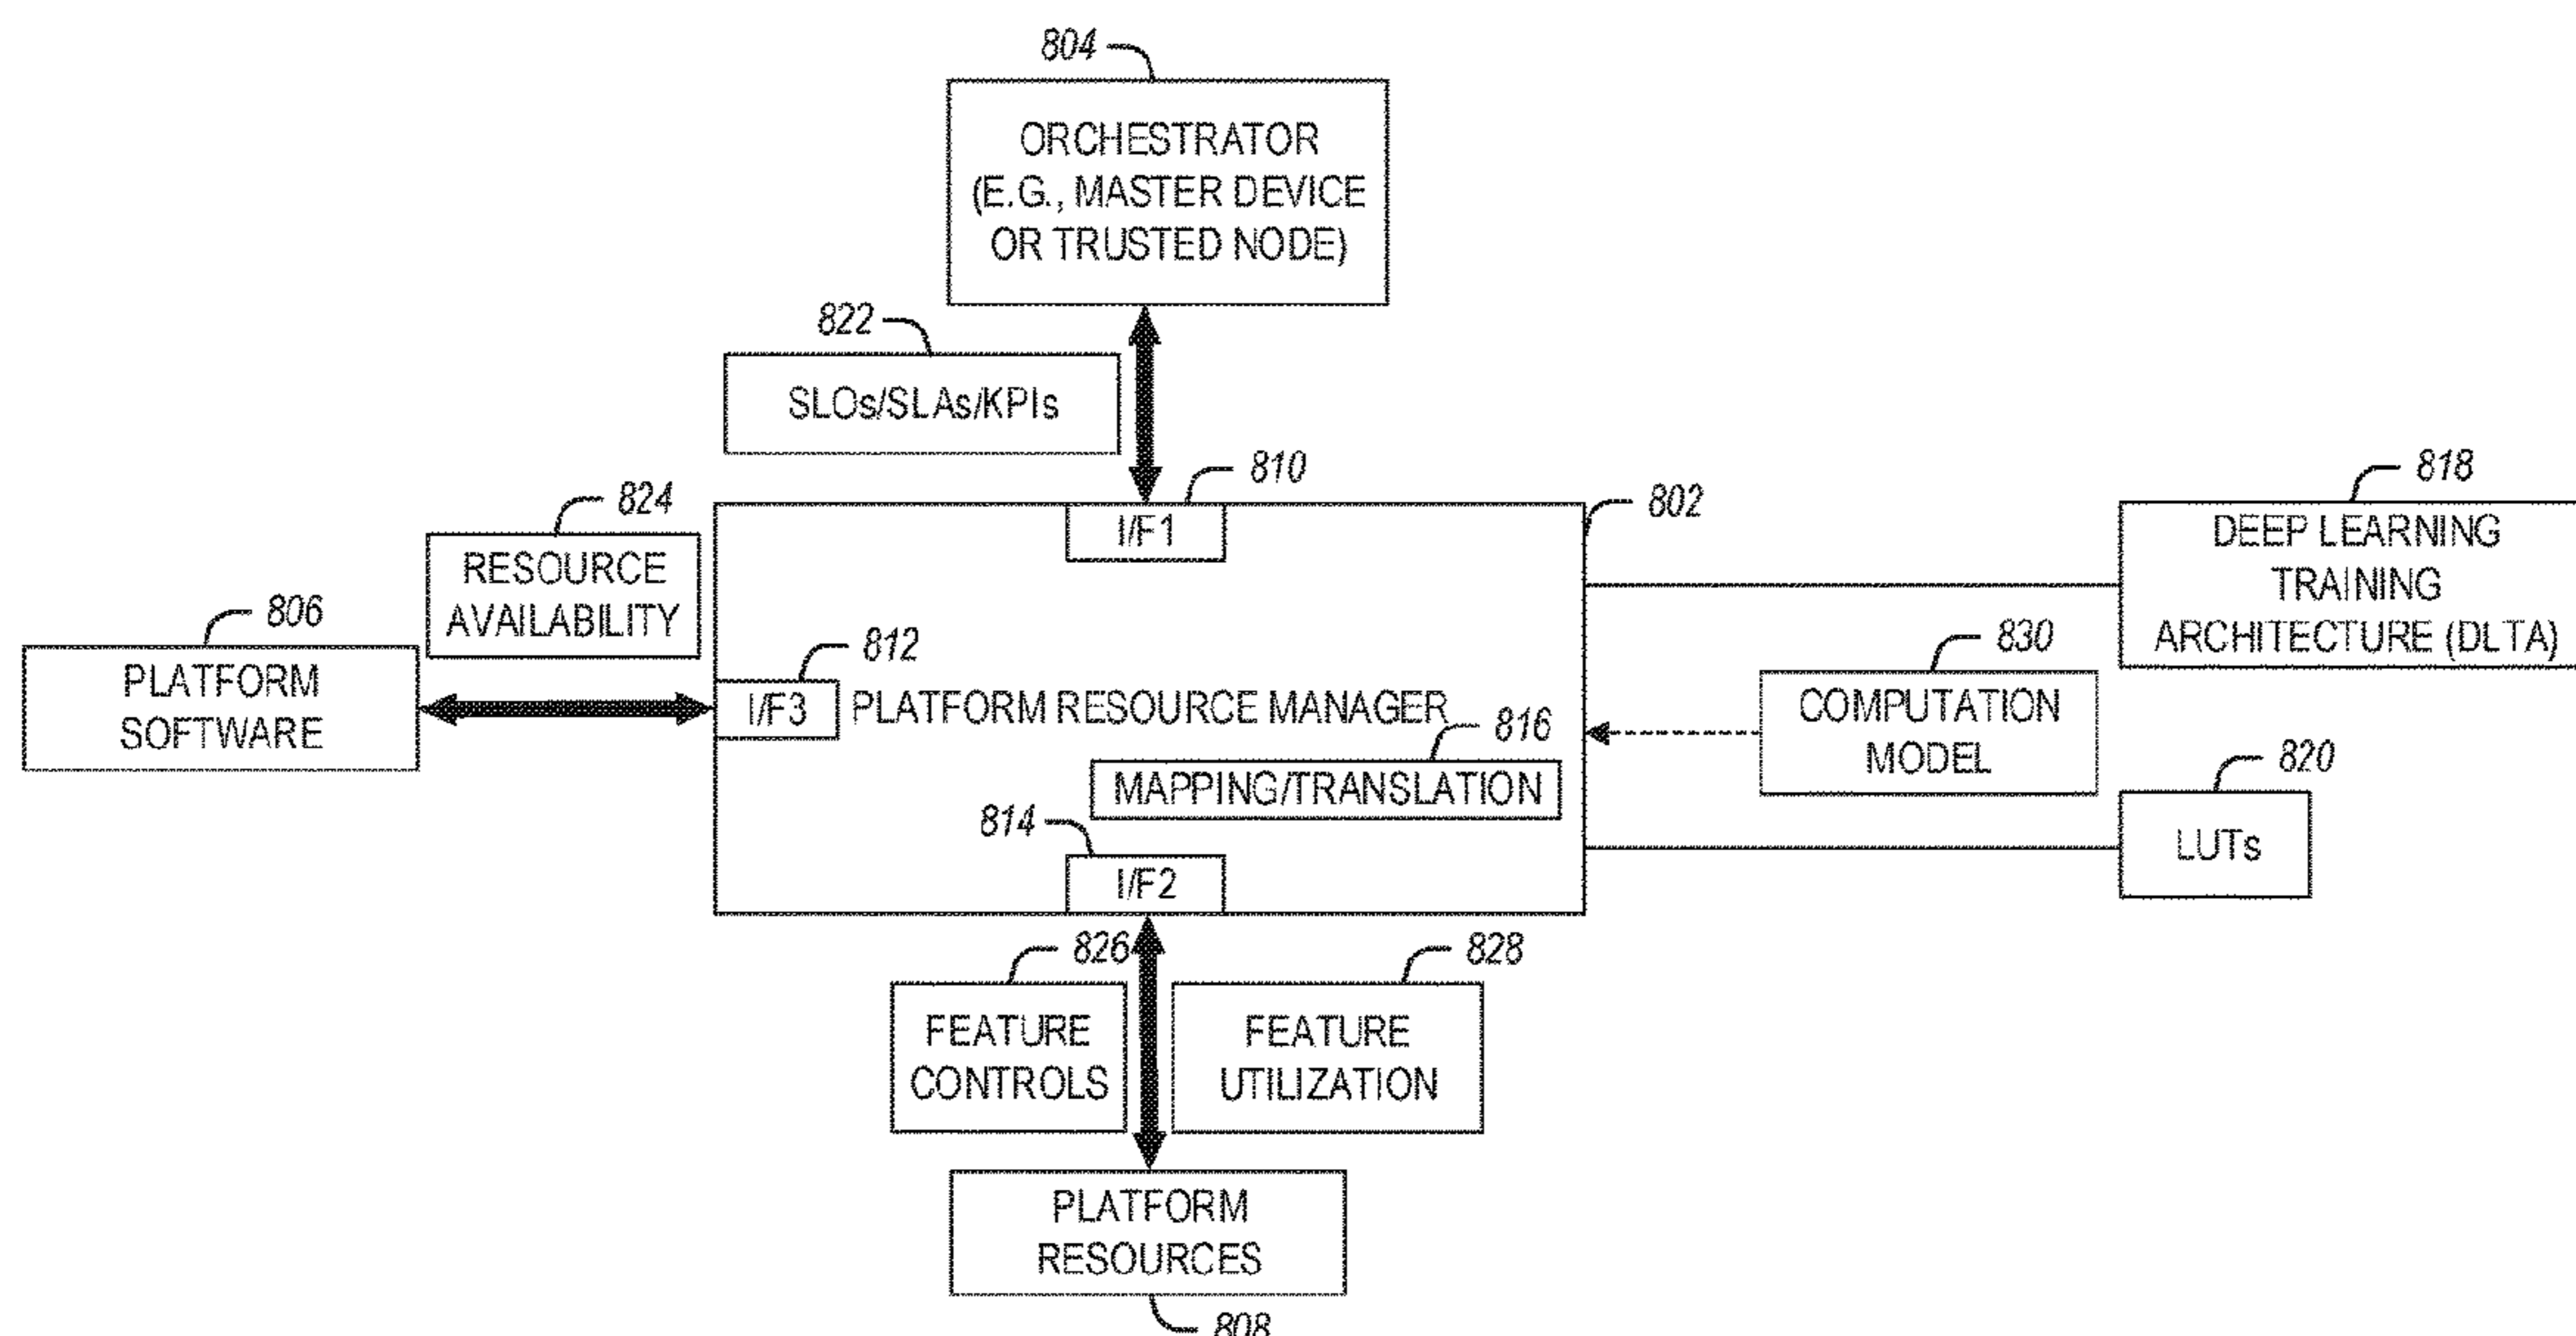 804
ORCHESTRATOR
(E.G., MASTER DEVICE
OR TRUSTED NODE)
822
SLOs/SLAs/KPIs
810
I/F1
802
818
DEEP LEARNING
TRAINING
ARCHITECTURE (DLTA)
824
RESOURCE
AVAILABILITY
806
PLATFORM
SOFTWARE
812
I/F3
PLATFORM RESOURCE MANAGER
816
MAPPING/TRANSLATION
830
COMPUTATION
MODEL
820
LUTs
814
I/F2
826
FEATURE
CONTROLS
828
FEATURE
UTILIZATION
PLATFORM
RESOURCES
808